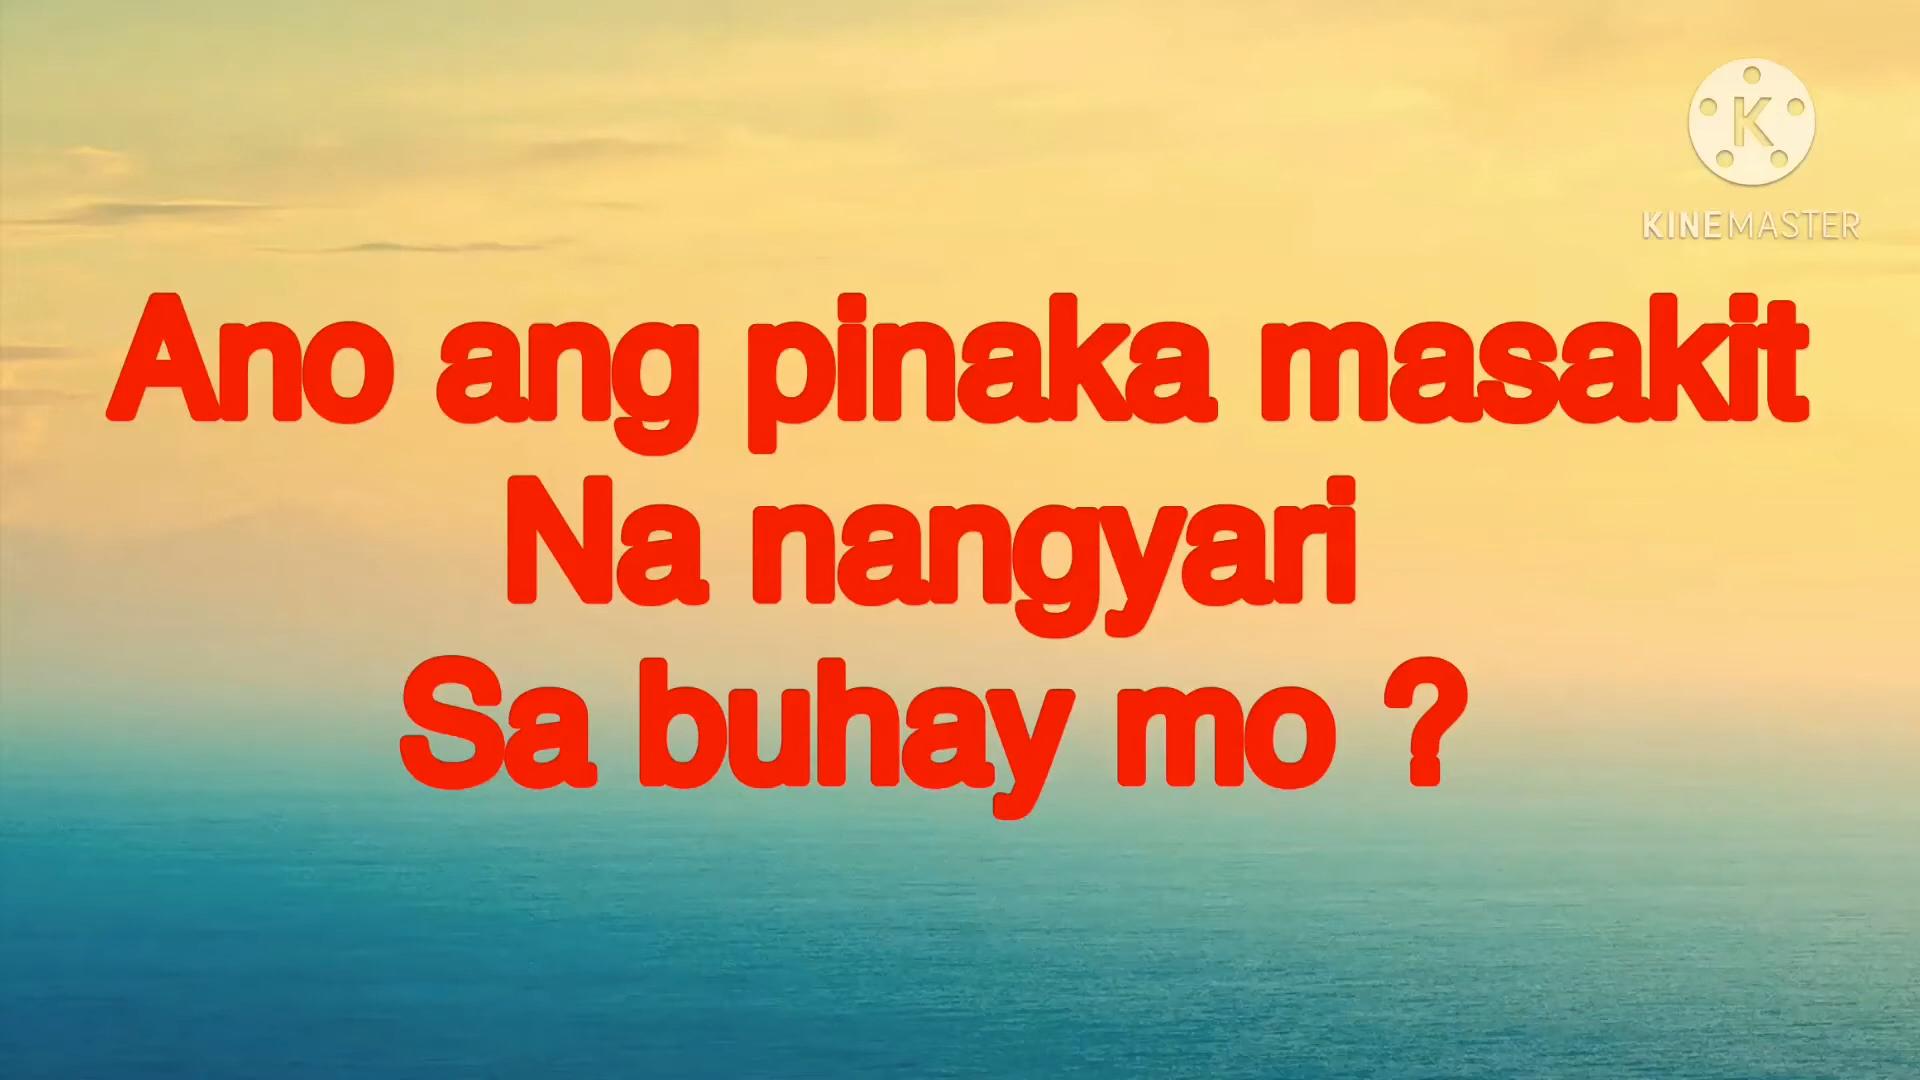 K
KINEMASTER
Ano ang pinaka masakit
Na nangyari
Sa buhay mo ?